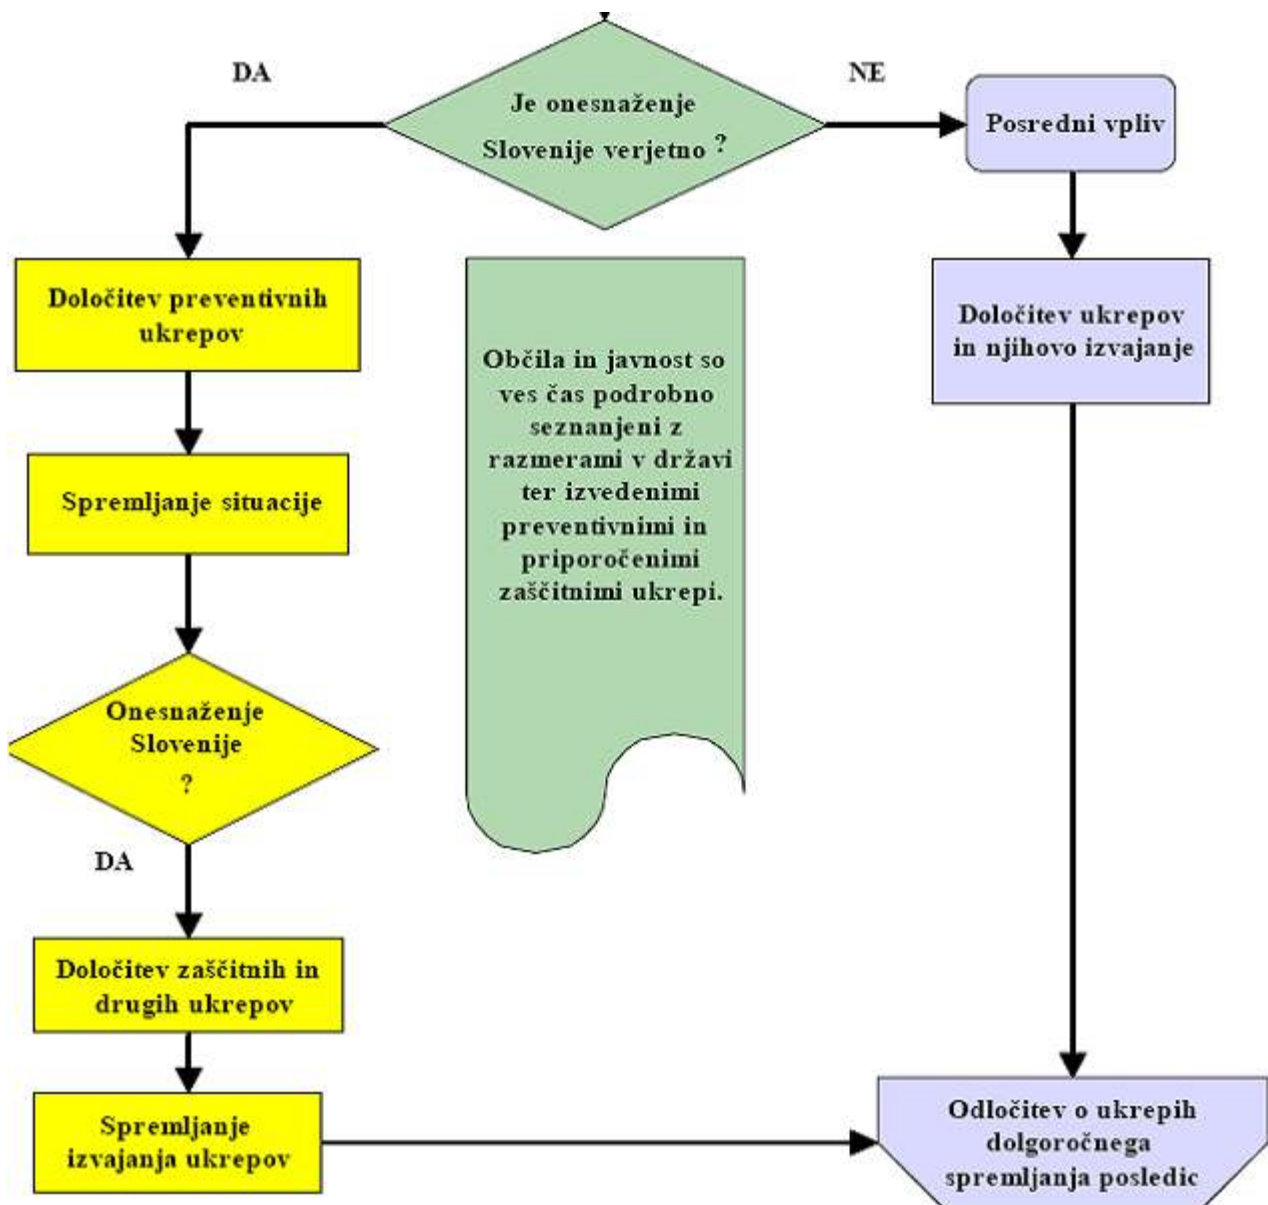 DA
NE
Je onesnaženje
Slovenije verjetno ?
Posredni vpliv
Določitev preventivnih
ukrepov
Občila in javnost so
ves čas podrobno
seznanjeni z
razmerami v državi
ter izvedenimi
preventivnimi in
priporočenimi
zaščitnimi ukrepi.
Določitev ukrepov
in njihovo izvajanje
Spremljanje situacije
Onesnaženje
Slovenije
?
DA
Določitev zaščitnih in
drugih ukrepov
Spremljanje
izvajanja ukrepov
Odločitev o ukrepih
dolgoročnega
spremljanja posledic